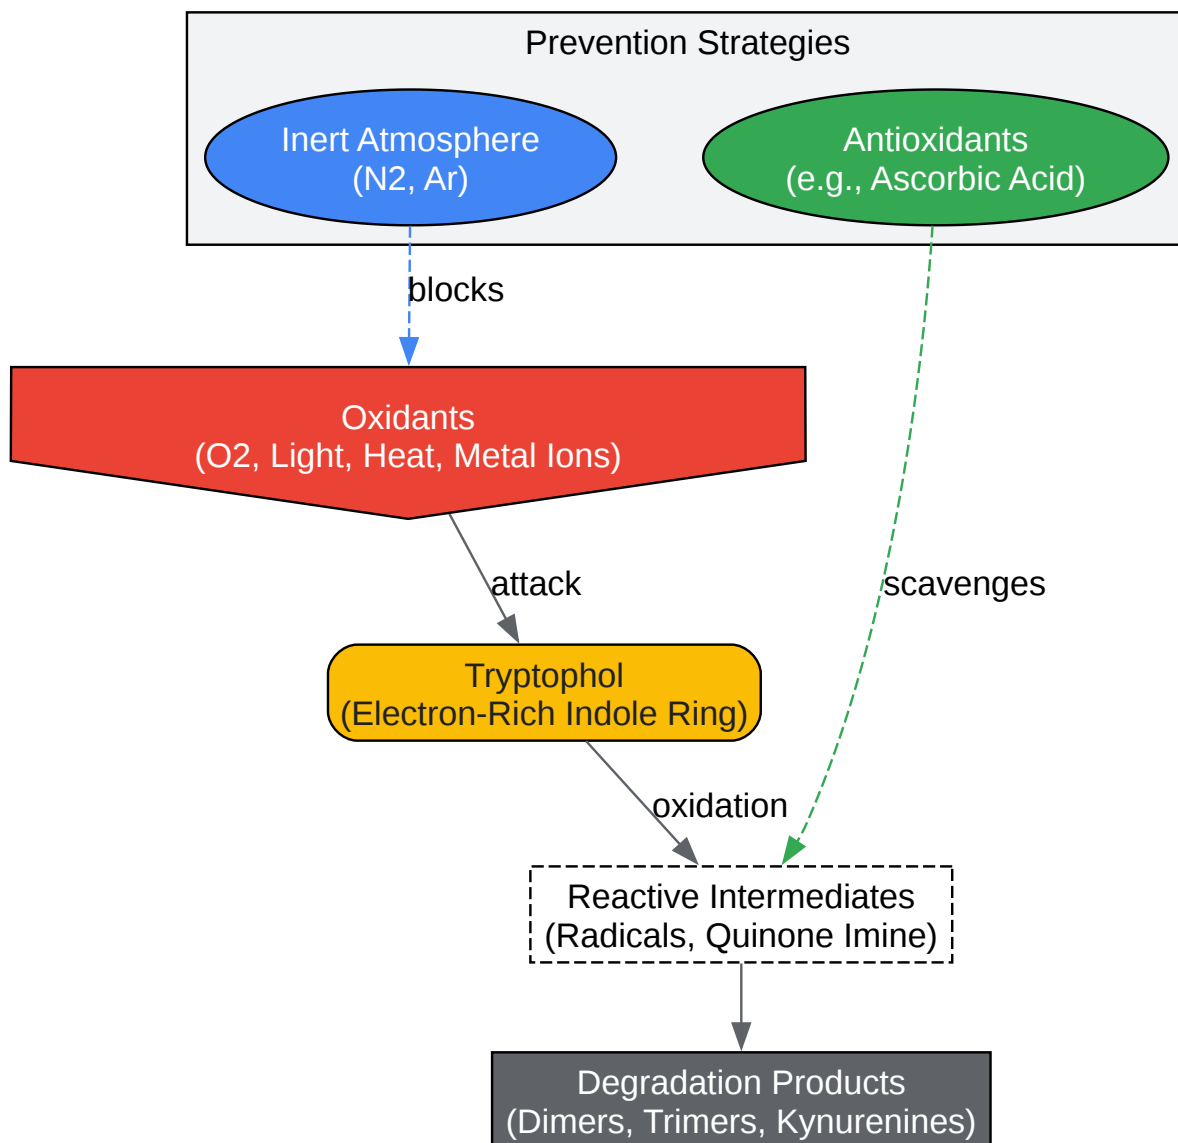 Prevention Strategies
Inert Atmosphere
(N2, Ar)
Antioxidants
(e.g., Ascorbic Acid)
blocks
Oxidants
(O2, Light, Heat, Metal Ions)
attack
scavenges
Tryptophol
(Electron-Rich Indole Ring)
oxidation
Reactive Intermediates
(Radicals, Quinone Imine)
Degradation Products
(Dimers, Trimers, Kynurenines)